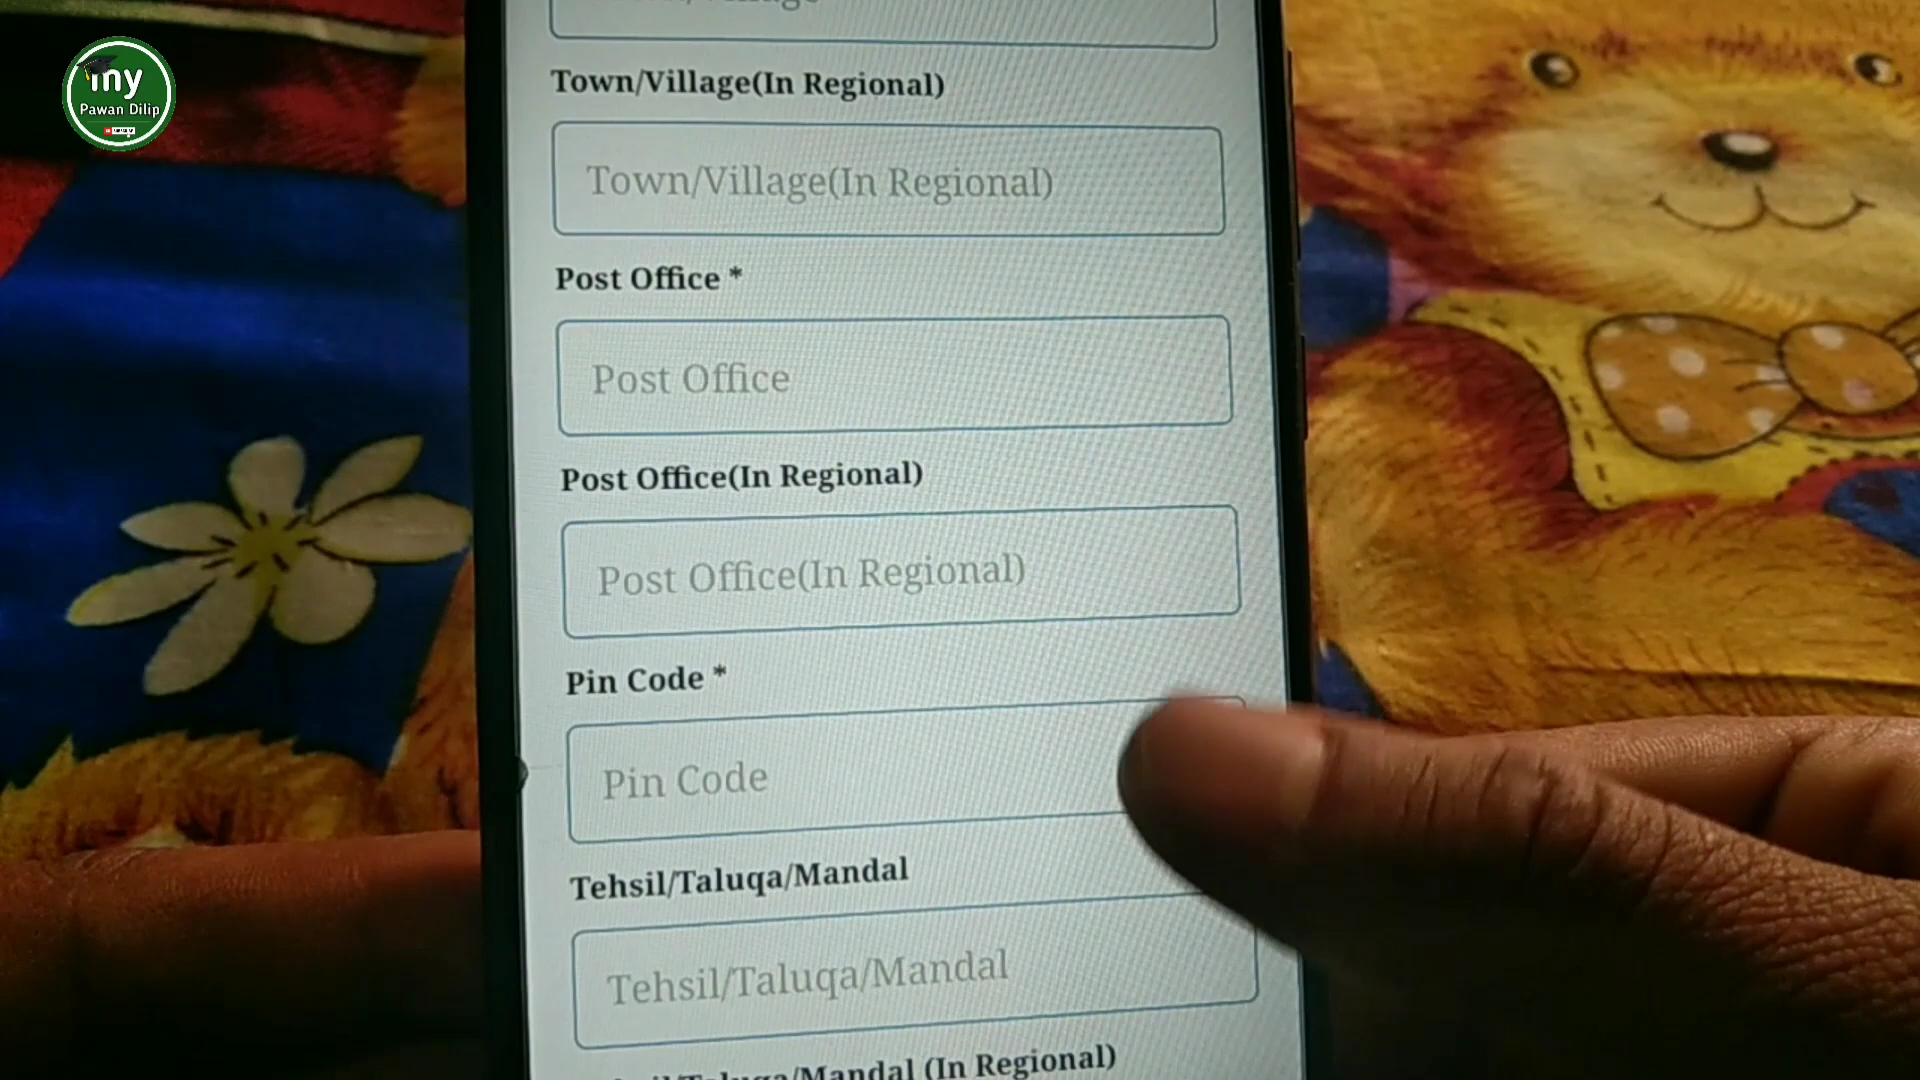 my
Pawan Dilip
SUBSCRIBE
Town/Village(In Regional)
Town/Village(In Regional)
Post Office *
Post Office
Post Office(In Regional)
Post Office(In Regional)
Pin Code *
Pin Code
Tehsil/Taluqa/Mandal
Tehsil/Taluqa/Mandal
/Mandal (In Regional)